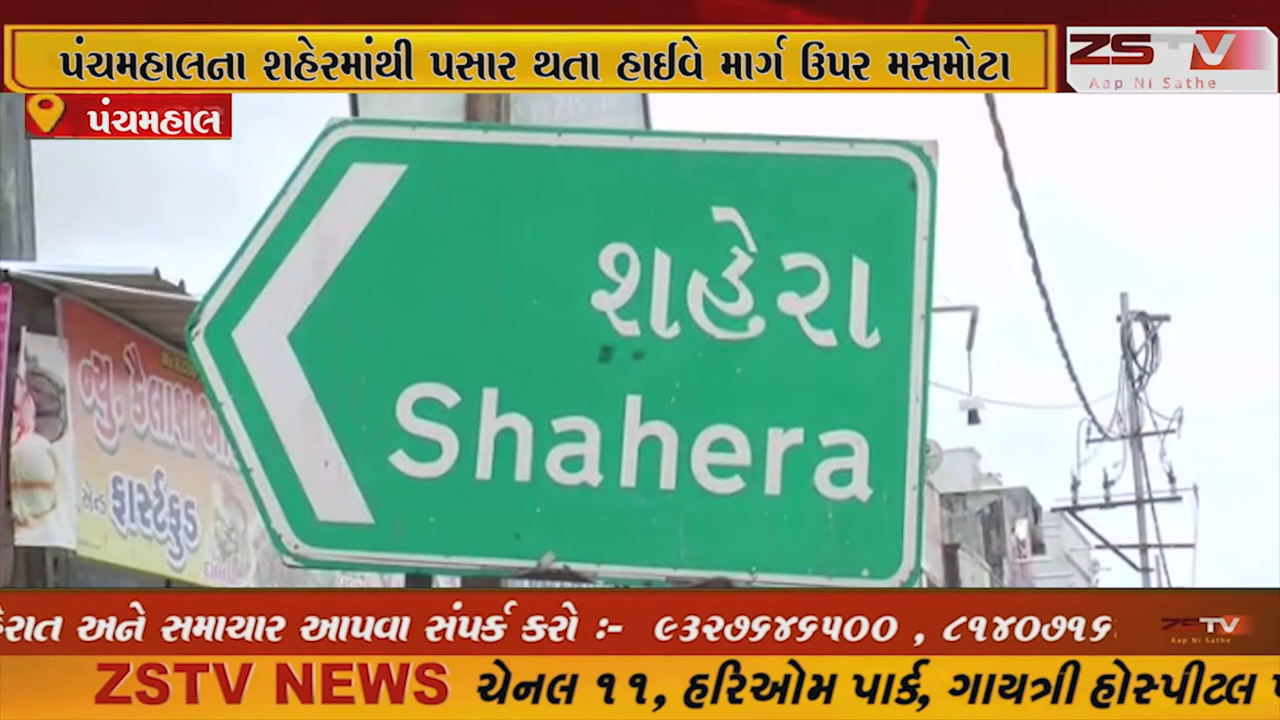 પંચમહાલના શહેરમાંથી પસાર થતા હાઈવે માર્ગ ઉપર મસમોટા
ZSTV
Aap Ni Sathe
પંચમહાલ
શહેરા
Shahera
ન્યુ. કૈલાશ
એન્ડ
ફાર્સ્ટફુડ
અને સમાચાર આપવા સંપર્ક કરો :- ૯૩૨૭૬૪૬૫૦૦ , ૮૧૪૦૭૧૬
ZSTV
Aap Ni Sathe
ZSTV NEWS ચેનલ ૧૧, હરિઓમ પાર્ક, ગાયત્રી હોસ્પીટલ